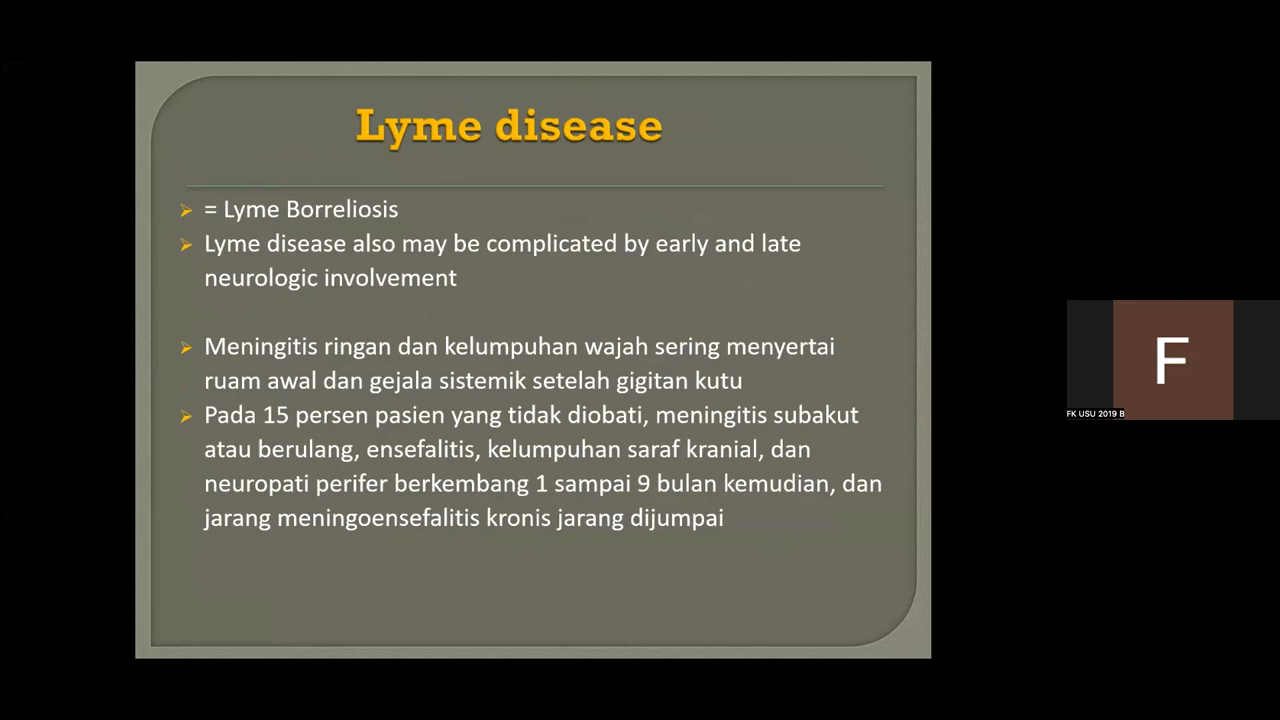 Lyme disease
= Lyme Borreliosis
Lyme disease also may be complicated by early and late
neurologic involvement
Meningitis ringan dan kelumpuhan wajah sering menyertai
ruam awal dan gejala sistemik setelah gigitan kutu
Pada 15 persen pasien yang tidak diobati, meningitis subakut
atau berulang, ensefalitis, kelumpuhan saraf kranial, dan
neuropati perifer berkembang 1 sampai 9 bulan kemudian, dan
jarang meningoensefalitis kronis jarang dijumpai
F
FK USU 2019 B